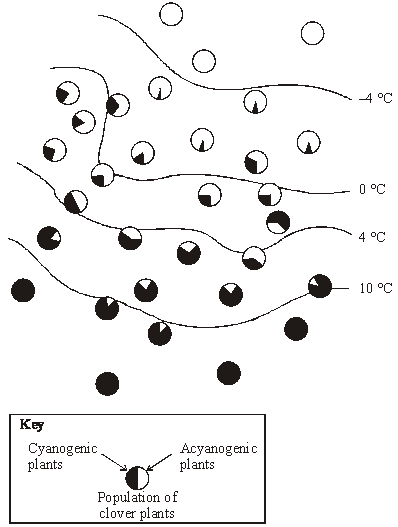 –4 °C
0 °C
4 °C
10 °C
Key
Cyanogenic plants
Acyanogenic plants
Population of
clover plants